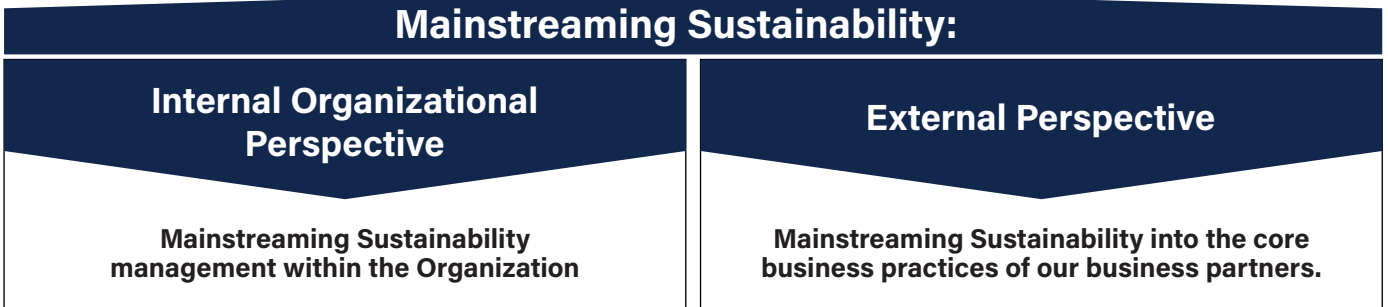 Mainstreaming Sustainability:
Internal Organizational
Perspective
Mainstreaming Sustainability
management within the Organization
External Perspective
Mainstreaming Sustainability into the core
business practices of our business partners.